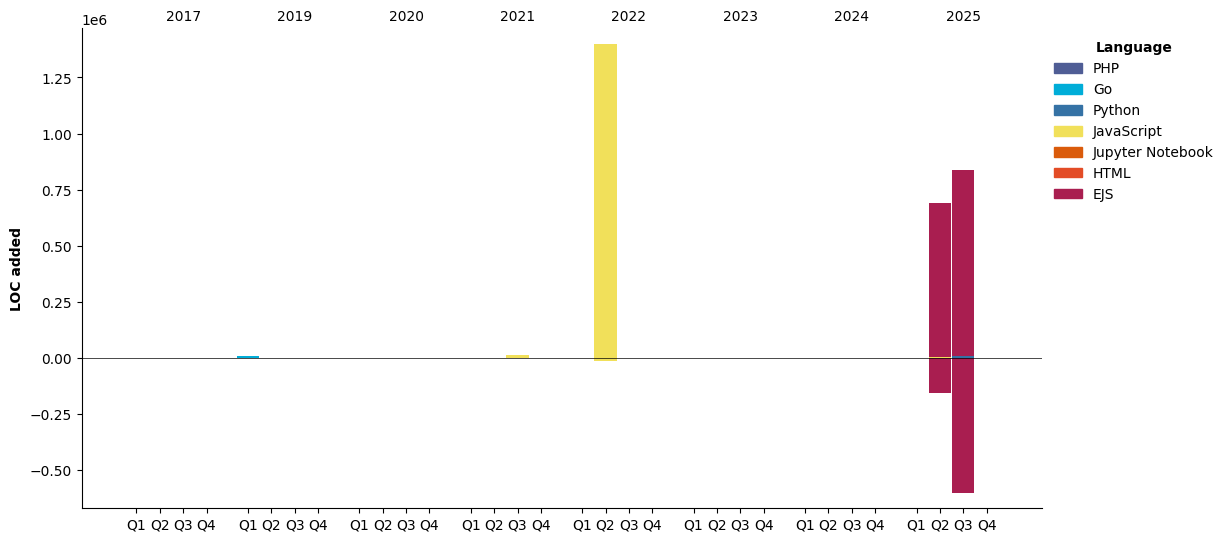 2017 2019 2020 2021 2022 2023 2024 2025
1e6
Language
PHP
Go
Python
JavaScript
Jupyter Notebook
HTML
EJS
LOC added
1.25
1.00
0.75
0.50
0.25
0.00
−0.25
−0.50
Q1 Q2 Q3 Q4 Q1 Q2 Q3 Q4 Q1 Q2 Q3 Q4 Q1 Q2 Q3 Q4 Q1 Q2 Q3 Q4 Q1 Q2 Q3 Q4 Q1 Q2 Q3 Q4 Q1 Q2 Q3 Q4